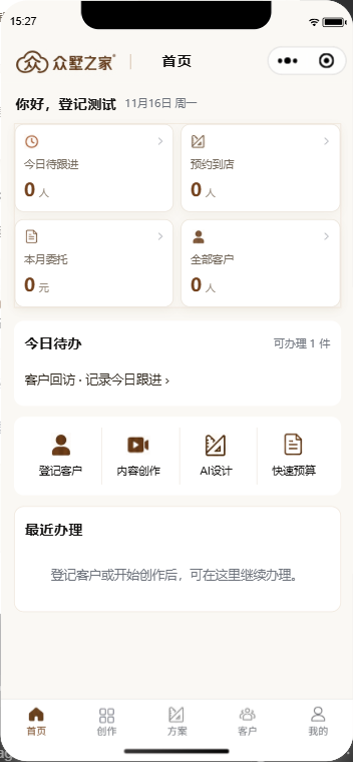 15:27
众墅之家® 首页
你好，登记测试 11月16日 周一
今日待跟进 预约到店
0 人 0 人
本月委托 全部客户
0 元 0 人
今日待办 可办理 1 件
客户回访 · 记录今日跟进 ›
登记客户 内容创作 AI设计 快速预算
最近办理
登记客户或开始创作后，可在这里继续办理。
首页 创作 方案 客户 我的